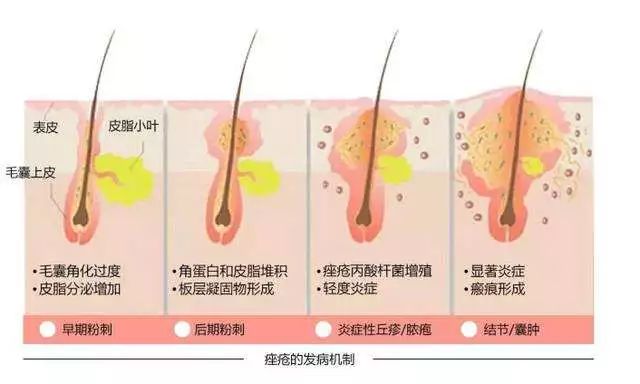 表皮
皮脂小叶
毛囊上皮
•毛囊角化过度
•皮脂分泌增加
•角蛋白和皮脂堆积
•板层凝固物形成
•痤疮丙酸杆菌增殖
•轻度炎症
•显著炎症
•瘢痕形成
早期粉刺
后期粉刺
炎症性丘疹/脓疱
结节/囊肿
痤疮的发病机制